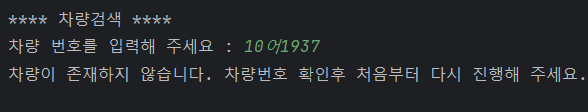 **** 차량검색 ****
차량 번호를 입력해 주세요 : 10어1937
차량이 존재하지 않습니다. 차량번호 확인후 처음부터 다시 진행해 주세요.